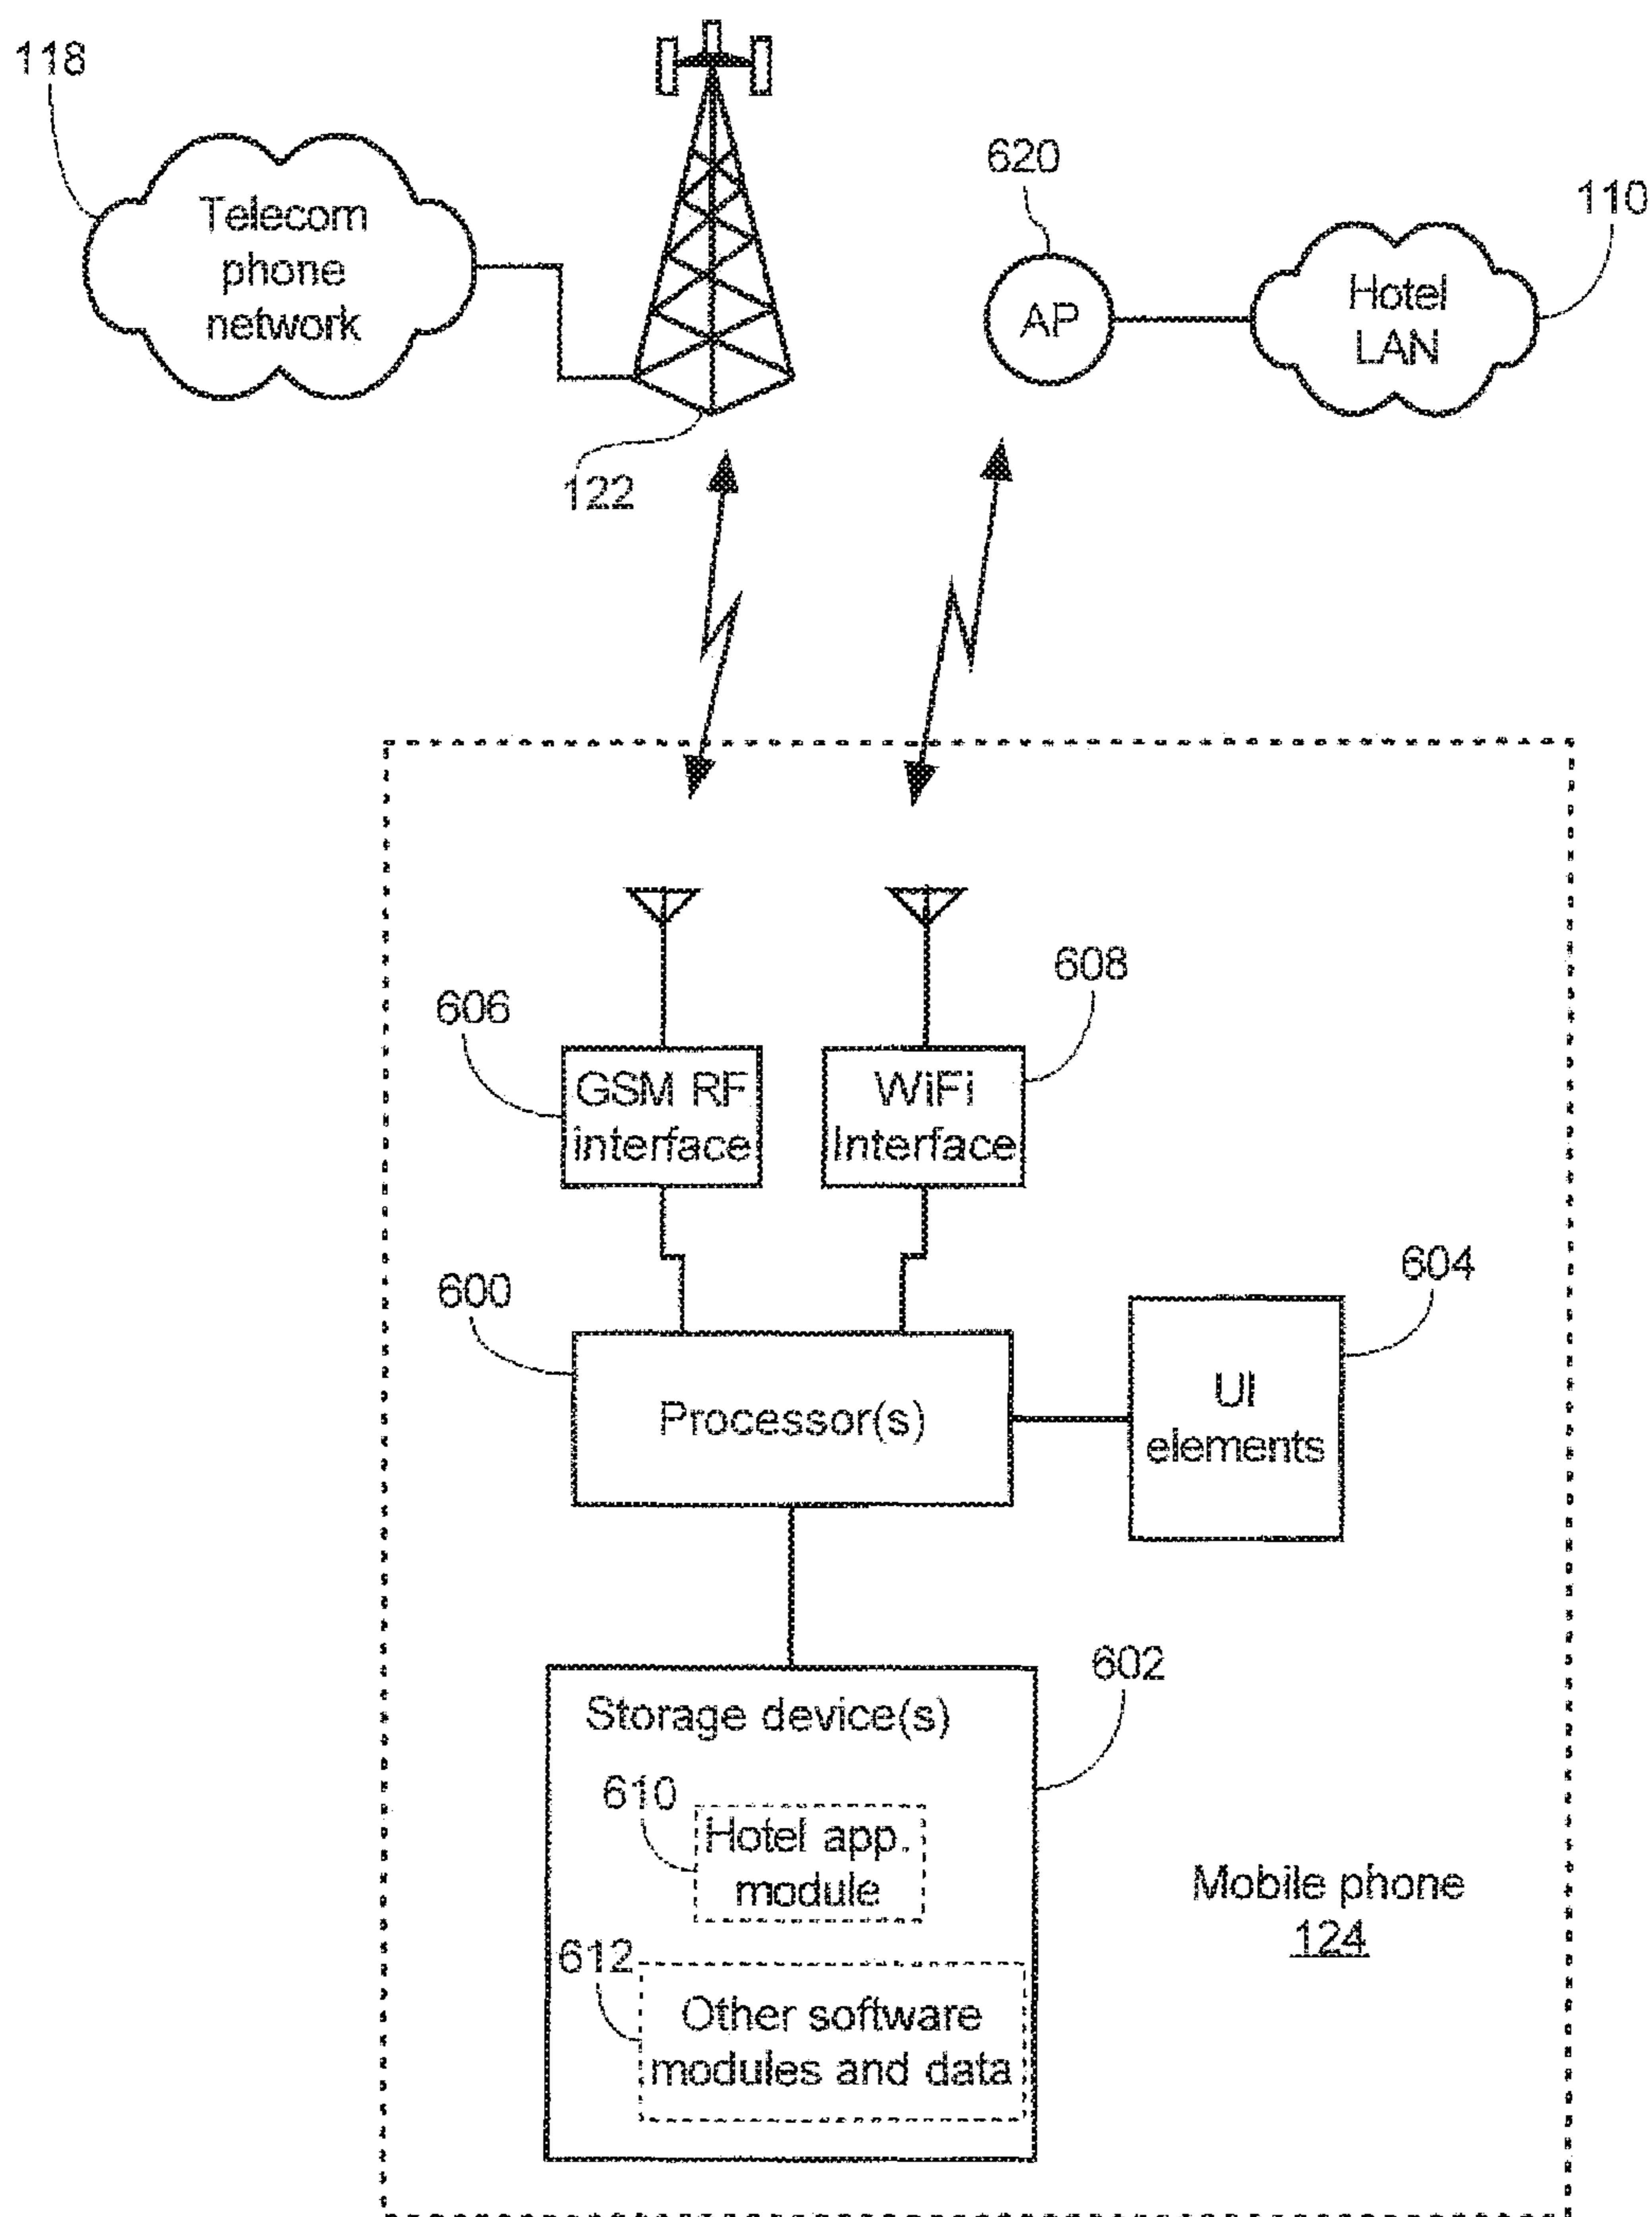 118
Telecom
phone
network
122
620
AP
110
Hotel
LAN
606
GSM RF
interface
608
WiFi
Interface
600
Processor(s)
604
UI
elements
602
Storage device(s)
610
Hotel app.
module
612
Other software
modules and data
Mobile phone
124